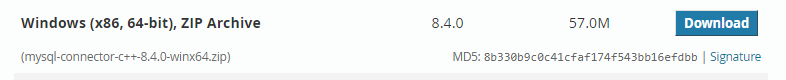 Windows (x86, 64-bit), ZIP Archive 8.4.0 57.0M Download
(mysql-connector-c++-8.4.0-winx64.zip) MD5: 8b330b9c0c41cfaf174f543bb16efdbb | Signature